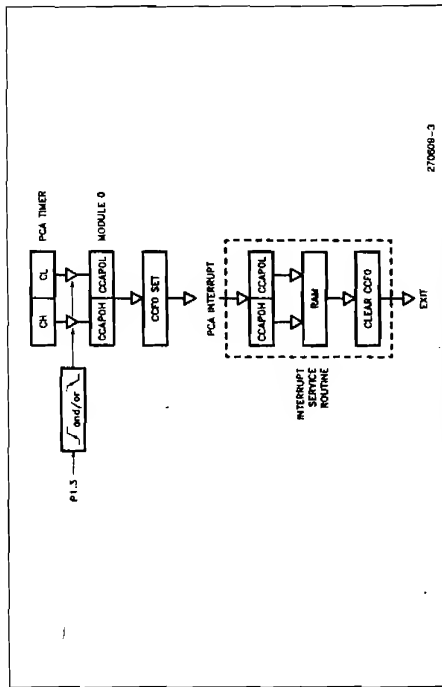 CH CL PCA TIMER
P1.3
and/or
CCAP0H CCAP0L MODULE 0
CCF0 SET
PCA INTERRUPT
CCAP0H CCAP0L
INTERRUPT
SERVICE
ROUTINE
RAM
CLEAR CCF0
EXIT
270609-3